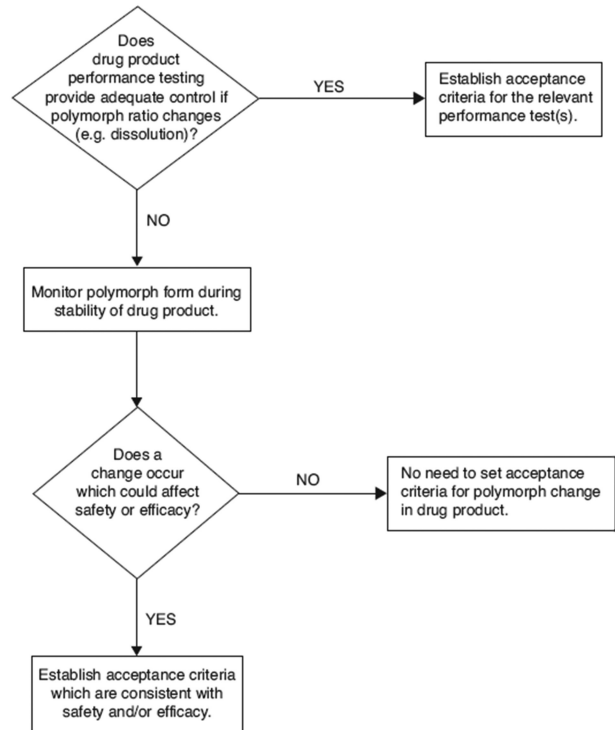 Does
drug product
performance testing
provide adequate control if
polymorph ratio changes
(e.g. dissolution)?
YES
Establish acceptance
criteria for the relevant
performance test(s).
NO
Monitor polymorph form during
stability of drug product.
Does a
change occur
which could affect
safety or efficacy?
NO
No need to set acceptance
criteria for polymorph change
in drug product.
YES
Establish acceptance criteria
which are consistent with
safety and/or efficacy.